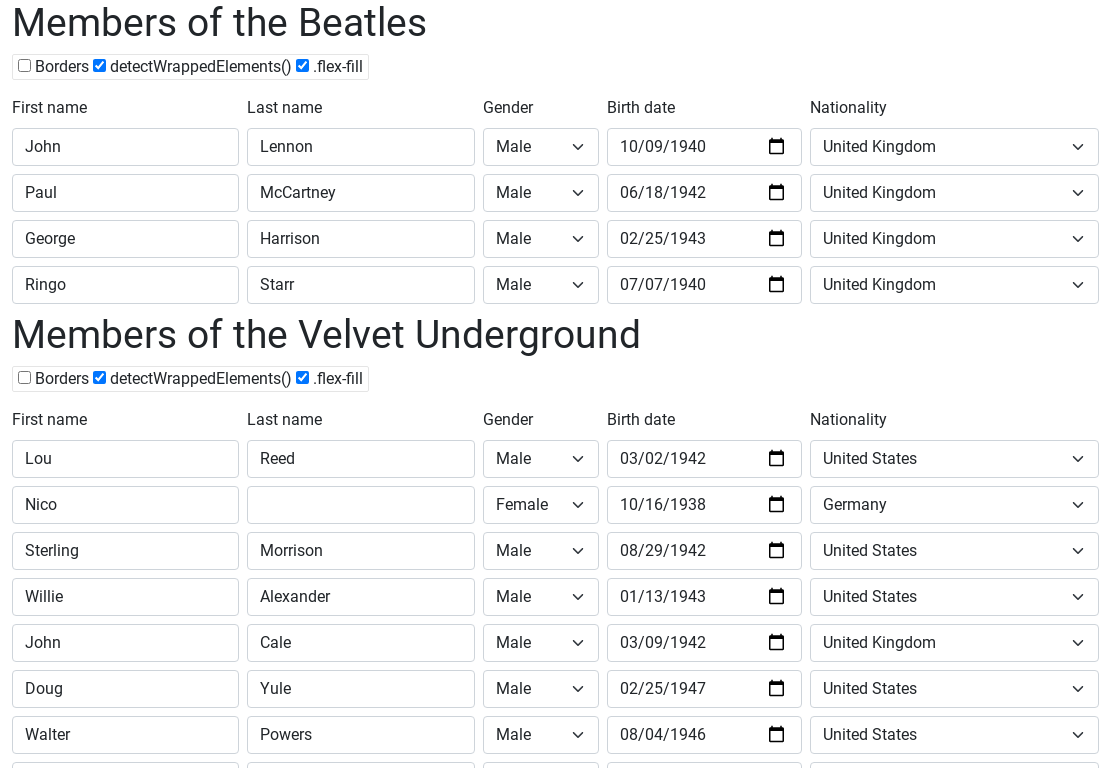 Members of the Beatles
Borders detectWrappedElements() .flex-fill
First name Last name Gender Birth date Nationality
John Lennon Male 10/09/1940 United Kingdom
Paul McCartney Male 06/18/1942 United Kingdom
George Harrison Male 02/25/1943 United Kingdom
Ringo Starr Male 07/07/1940 United Kingdom
Members of the Velvet Underground
Borders detectWrappedElements() .flex-fill
First name Last name Gender Birth date Nationality
Lou Reed Male 03/02/1942 United States
Nico Female 10/16/1938 Germany
Sterling Morrison Male 08/29/1942 United States
Willie Alexander Male 01/13/1943 United States
John Cale Male 03/09/1942 United Kingdom
Doug Yule Male 02/25/1947 United States
Walter Powers Male 08/04/1946 United States